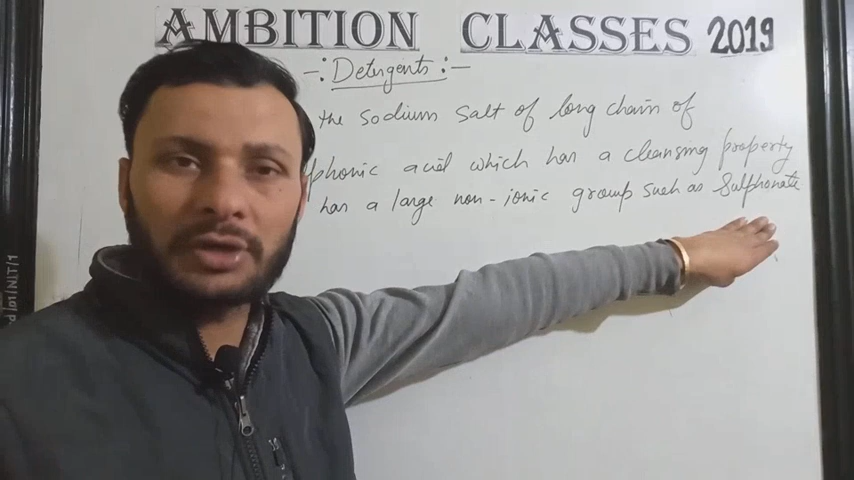 AMBITION CLASSES 2019
-: Detergents :-
the sodium salt of long chain of
phonic acid which has a cleansing property
has a large non-ionic group such as Sulphonate